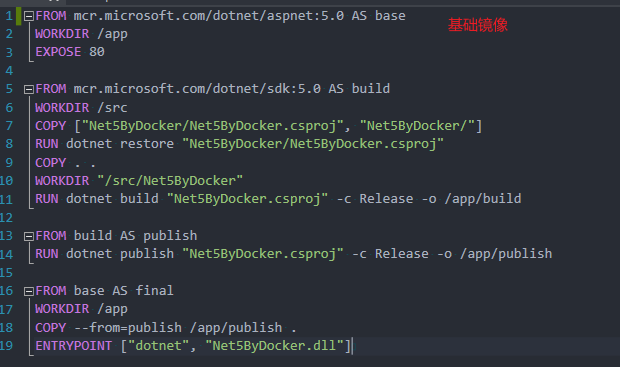 1 FROM mcr.microsoft.com/dotnet/aspnet:5.0 AS base 基础镜像
2 WORKDIR /app
3 EXPOSE 80
4
5 FROM mcr.microsoft.com/dotnet/sdk:5.0 AS build
6 WORKDIR /src
7 COPY ["Net5ByDocker/Net5ByDocker.csproj", "Net5ByDocker/"]
8 RUN dotnet restore "Net5ByDocker/Net5ByDocker.csproj"
9 COPY . .
10 WORKDIR "/src/Net5ByDocker"
11 RUN dotnet build "Net5ByDocker.csproj" -c Release -o /app/build
12
13 FROM build AS publish
14 RUN dotnet publish "Net5ByDocker.csproj" -c Release -o /app/publish
15
16 FROM base AS final
17 WORKDIR /app
18 COPY --from=publish /app/publish .
19 ENTRYPOINT ["dotnet", "Net5ByDocker.dll"]